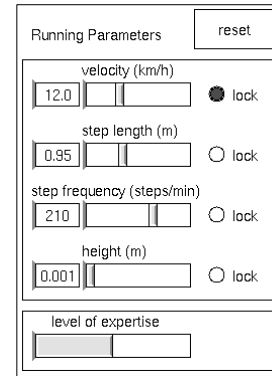 Running Parameters
reset
velocity (km/h)
12.0
lock
step length (m)
0.95
lock
step frequency (steps/min)
210
lock
height (m)
0.001
lock
level of expertise